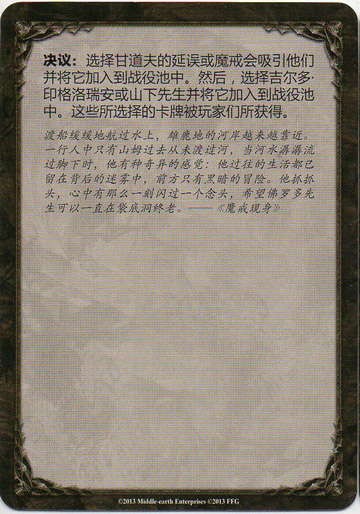 决议：选择甘道夫的延误或魔戒会吸引他们
并将它加入到战役池中。然后，选择吉尔多·
印格洛瑞安或山下先生并将它加入到战役池
中。这些所选择的卡牌被玩家们所获得。
渡船缓缓地航过水上，雄鹿地的河岸越来越靠近。
一行人中只有山姆过去从未渡过河，当河水潺潺流
过脚下时，他有种奇异的感觉：他过往的生活都已
留在背后的迷雾中，前方只有黑暗的冒险。他抓抓
头，心中有那么一刻闪过一个念头，希望佛罗多先
生可以一直在袋底洞终老。——《魔戒现身》
©2013 Middle-earth Enterprises ©2013 FFG